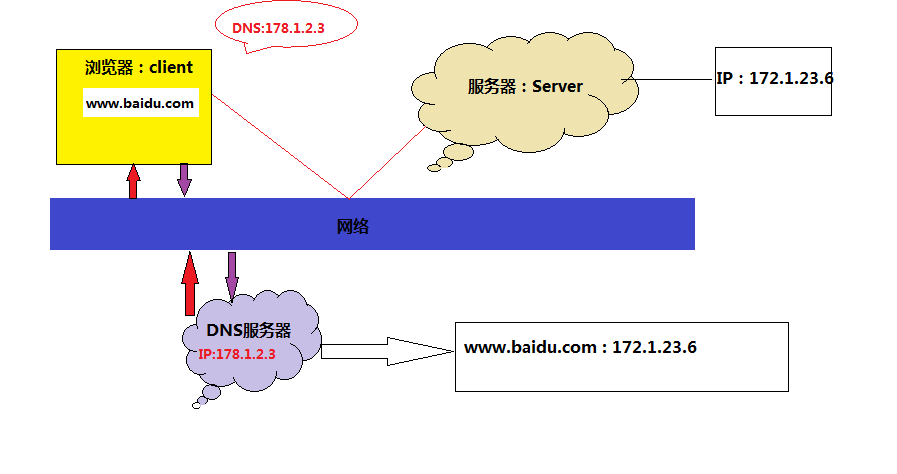 DNS:178.1.2.3
浏览器：client
www.baidu.com
服务器：Server
IP：172.1.23.6
网络
DNS服务器
IP:178.1.2.3
www.baidu.com：172.1.23.6